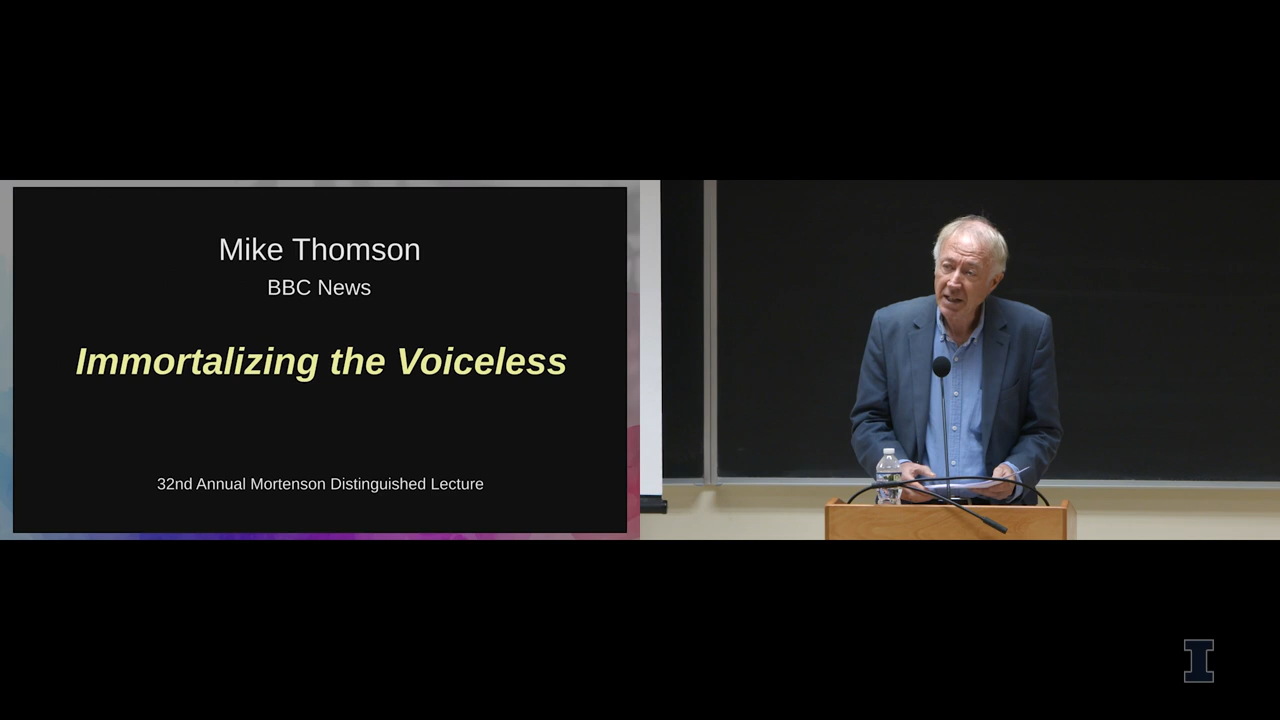 Mike Thomson
BBC News
Immortalizing the Voiceless
32nd Annual Mortenson Distinguished Lecture
I